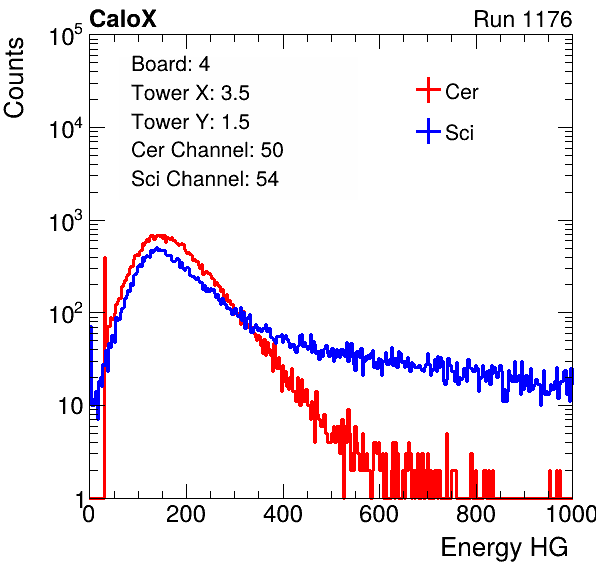 CaloX Run 1176
Counts
10^5
10^4
10^3
10^2
10
1
Board: 4
Tower X: 3.5
Tower Y: 1.5
Cer Channel: 50
Sci Channel: 54
Cer
Sci
0 200 400 600 800 1000
Energy HG